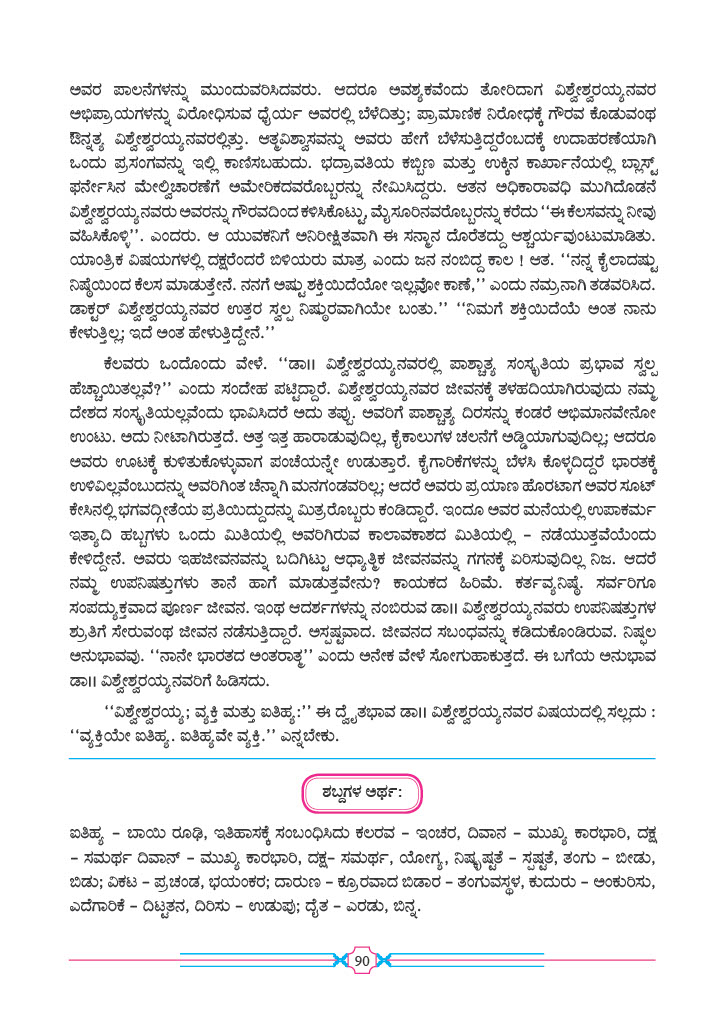 ಅವರ ಪಾಲನೆಗಳನ್ನು ಮುಂದುವರಿಸಿದವರು. ಆದರೂ ಅವಶ್ಯಕವೆಂದು ತೋರಿದಾಗ ವಿಶ್ವೇಶ್ವರಯ್ಯನವರ
ಅಭಿಪ್ರಾಯಗಳನ್ನು ವಿರೋಧಿಸುವ ಧೈರ್ಯ ಅವರಲ್ಲಿ ಬೆಳೆದಿತ್ತು; ಪ್ರಾಮಾಣಿಕ ನಿರೋಧಕ್ಕೆ ಗೌರವ ಕೊಡುವಂಥ
ಔನ್ನತ್ಯ ವಿಶ್ವೇಶ್ವರಯ್ಯನವರಲ್ಲಿತ್ತು. ಆತ್ಮವಿಶ್ವಾಸವನ್ನು ಅವರು ಹೇಗೆ ಬೆಳೆಸುತ್ತಿದ್ದರೆಂಬದಕ್ಕೆ ಉದಾಹರಣೆಯಾಗಿ
ಒಂದು ಪ್ರಸಂಗವನ್ನು ಇಲ್ಲಿ ಕಾಣಿಸಬಹುದು. ಭದ್ರಾವತಿಯ ಕಬ್ಬಿಣ ಮತ್ತು ಉಕ್ಕಿನ ಕಾರ್ಖಾನೆಯಲ್ಲಿ ಬ್ಲಾಸ್ಟ್
ಫರ್ನೇಸಿನ ಮೇಲ್ವಿಚಾರಣೆಗೆ ಅಮೇರಿಕದವರೊಬ್ಬರನ್ನು ನೇಮಿಸಿದ್ದರು. ಆತನ ಅಧಿಕಾರಾವಧಿ ಮುಗಿದೊಡನೆ
ವಿಶ್ವೇಶ್ವರಯ್ಯನವರು ಅವರನ್ನು ಗೌರವದಿಂದ ಕಳಿಸಿಕೊಟ್ಟು, ಮೈಸೂರಿನವರೊಬ್ಬರನ್ನು ಕರೆದು ‘‘ಈ ಕೆಲಸವನ್ನು ನೀವು
ವಹಿಸಿಕೊಳ್ಳಿ’’. ಎಂದರು. ಆ ಯುವಕನಿಗೆ ಅನಿರೀಕ್ಷಿತವಾಗಿ ಈ ಸನ್ಮಾನ ದೊರೆತದ್ದು ಆಶ್ಚರ್ಯವುಂಟುಮಾಡಿತು.
ಯಾಂತ್ರಿಕ ವಿಷಯಗಳಲ್ಲಿ ದಕ್ಷರೆಂದರೆ ಬಿಳಿಯರು ಮಾತ್ರ ಎಂದು ಜನ ನಂಬಿದ್ದ ಕಾಲ ! ಆತ. ‘‘ನನ್ನ ಕೈಲಾದಷ್ಟು
ನಿಷ್ಠೆಯಿಂದ ಕೆಲಸ ಮಾಡುತ್ತೇನೆ. ನನಗೆ ಅಷ್ಟು ಶಕ್ತಿಯಿದೆಯೋ ಇಲ್ಲವೋ ಕಾಣೆ,’’ ಎಂದು ನಮ್ರನಾಗಿ ತಡವರಿಸಿದ.
ಡಾಕ್ಟರ್ ವಿಶ್ವೇಶ್ವರಯ್ಯನವರ ಉತ್ತರ ಸ್ವಲ್ಪ ನಿಷ್ಠುರವಾಗಿಯೇ ಬಂತು.’’ ‘‘ನಿಮಗೆ ಶಕ್ತಿಯಿದೆಯೆ ಅಂತ ನಾನು
ಕೇಳುತ್ತಿಲ್ಲ; ಇದೆ ಅಂತ ಹೇಳುತ್ತಿದ್ದೇನೆ.’’
ಕೆಲವರು ಒಂದೊಂದು ವೇಳೆ. ‘‘ಡಾ॥ ವಿಶ್ವೇಶ್ವರಯ್ಯನವರಲ್ಲಿ ಪಾಶ್ಚಾತ್ಯ ಸಂಸ್ಕೃತಿಯ ಪ್ರಭಾವ ಸ್ವಲ್ಪ
ಹೆಚ್ಚಾಯಿತಲ್ಲವೆ?’’ ಎಂದು ಸಂದೇಹ ಪಟ್ಟಿದ್ದಾರೆ. ವಿಶ್ವೇಶ್ವರಯ್ಯನವರ ಜೀವನಕ್ಕೆ ತಳಹದಿಯಾಗಿರುವುದು ನಮ್ಮ
ದೇಶದ ಸಂಸ್ಕೃತಿಯಲ್ಲವೆಂದು ಭಾವಿಸಿದರೆ ಅದು ತಪ್ಪು. ಅವರಿಗೆ ಪಾಶ್ಚಾತ್ಯ ದಿರಸನ್ನು ಕಂಡರೆ ಅಭಿಮಾನವೇನೋ
ಉಂಟು. ಅದು ನೀಟಾಗಿರುತ್ತದೆ. ಅತ್ತ ಇತ್ತ ಹಾರಾಡುವುದಿಲ್ಲ, ಕೈಕಾಲುಗಳ ಚಲನೆಗೆ ಅಡ್ಡಿಯಾಗುವುದಿಲ್ಲ; ಆದರೂ
ಅವರು ಊಟಕ್ಕೆ ಕುಳಿತುಕೊಳ್ಳುವಾಗ ಪಂಚೆಯನ್ನೇ ಉಡುತ್ತಾರೆ. ಕೈಗಾರಿಕೆಗಳನ್ನು ಬೆಳಸಿ ಕೊಳ್ಳದಿದ್ದರೆ ಭಾರತಕ್ಕೆ
ಉಳಿವಿಲ್ಲವೆಂಬುದನ್ನು ಅವರಿಗಿಂತ ಚೆನ್ನಾಗಿ ಮನಗಂಡವರಿಲ್ಲ; ಆದರೆ ಅವರು ಪ್ರಯಾಣ ಹೊರಟಾಗ ಅವರ ಸೂಟ್
ಕೇಸಿನಲ್ಲಿ ಭಗವದ್ಗೀತೆಯ ಪ್ರತಿಯಿದ್ದುದನ್ನು ಮಿತ್ರರೊಬ್ಬರು ಕಂಡಿದ್ದಾರೆ. ಇಂದೂ ಅವರ ಮನೆಯಲ್ಲಿ ಉಪಾಕರ್ಮ
ಇತ್ಯಾದಿ ಹಬ್ಬಗಳು ಒಂದು ಮಿತಿಯಲ್ಲಿ ಅವರಿಗಿರುವ ಕಾಲಾವಕಾಶದ ಮಿತಿಯಲ್ಲಿ – ನಡೆಯುತ್ತವೆಯೆಂದು
ಕೇಳಿದ್ದೇನೆ. ಅವರು ಇಹಜೀವನವನ್ನು ಬದಿಗಿಟ್ಟು ಆಧ್ಯಾತ್ಮಿಕ ಜೀವನವನ್ನು ಗಗನಕ್ಕೆ ಏರಿಸುವುದಿಲ್ಲ ನಿಜ. ಆದರೆ
ನಮ್ಮ ಉಪನಿಷತ್ತುಗಳು ತಾನೆ ಹಾಗೆ ಮಾಡುತ್ತವೇನು? ಕಾಯಕದ ಹಿರಿಮೆ. ಕರ್ತವ್ಯನಿಷ್ಠೆ. ಸರ್ವರಿಗೂ
ಸಂಪದ್ಯುಕ್ತವಾದ ಪೂರ್ಣ ಜೀವನ. ಇಂಥ ಆದರ್ಶಗಳನ್ನು ನಂಬಿರುವ ಡಾ॥ ವಿಶ್ವೇಶ್ವರಯ್ಯನವರು ಉಪನಿಷತ್ತುಗಳ
ಶ್ರುತಿಗೆ ಸೇರುವಂಥ ಜೀವನ ನಡೆಸುತ್ತಿದ್ದಾರೆ. ಅಸ್ಪಷ್ಟವಾದ. ಜೀವನದ ಸಬಂಧವನ್ನು ಕಡಿದುಕೊಂಡಿರುವ. ನಿಷ್ಫಲ
ಅನುಭಾವವು. ‘‘ನಾನೇ ಭಾರತದ ಅಂತರಾತ್ಮ’’ ಎಂದು ಅನೇಕ ವೇಳೆ ಸೋಗುಹಾಕುತ್ತದೆ. ಈ ಬಗೆಯ ಅನುಭಾವ
ಡಾ॥ ವಿಶ್ವೇಶ್ವರಯ್ಯನವರಿಗೆ ಹಿಡಿಸದು.
‘‘ವಿಶ್ವೇಶ್ವರಯ್ಯ; ವ್ಯಕ್ತಿ ಮತ್ತು ಐತಿಹ್ಯ:’’ ಈ ದ್ವೈತಭಾವ ಡಾ॥ ವಿಶ್ವೇಶ್ವರಯ್ಯನವರ ವಿಷಯದಲ್ಲಿ ಸಲ್ಲದು :
‘‘ವ್ಯಕ್ತಿಯೇ ಐತಿಹ್ಯ. ಐತಿಹ್ಯವೇ ವ್ಯಕ್ತಿ.’’ ಎನ್ನಬೇಕು.
ಶಬ್ದಗಳ ಅರ್ಥ:
ಐತಿಹ್ಯ – ಬಾಯಿ ರೂಢಿ, ಇತಿಹಾಸಕ್ಕೆ ಸಂಬಂಧಿಸಿದು ಕಲರವ – ಇಂಚರ, ದಿವಾನ – ಮುಖ್ಯ ಕಾರಭಾರಿ, ದಕ್ಷ
– ಸಮರ್ಥ ದಿವಾನ್ – ಮುಖ್ಯ ಕಾರಭಾರಿ, ದಕ್ಷ– ಸಮರ್ಥ, ಯೋಗ್ಯ, ನಿಷ್ಕೃಷ್ಟತೆ – ಸ್ಪಷ್ಟತೆ, ತಂಗು – ಬೀಡು,
ಬಿಡು; ವಿಕಟ – ಪ್ರಚಂಡ, ಭಯಂಕರ; ದಾರುಣ – ಕ್ರೂರವಾದ ಬಿಡಾರ – ತಂಗುವಸ್ಥಳ, ಕುದುರು – ಅಂಕುರಿಸು,
ಎದೆಗಾರಿಕೆ – ದಿಟ್ಟತನ, ದಿರಿಸು – ಉಡುಪು; ದೈತ – ಎರಡು, ಬಿನ್ನ.
90